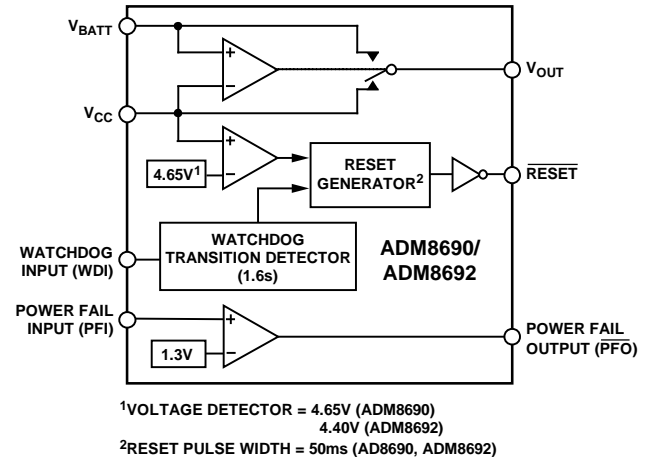 VBATT
VOUT
VCC
4.65V1
RESET
GENERATOR2
RESET
WATCHDOG
TRANSITION DETECTOR
(1.6s)
ADM8690/
ADM8692
WATCHDOG
INPUT (WDI)
POWER FAIL
INPUT (PFI)
1.3V
POWER FAIL
OUTPUT (PFO)
1VOLTAGE DETECTOR = 4.65V (ADM8690)
4.40V (ADM8692)
2RESET PULSE WIDTH = 50ms (AD8690, ADM8692)